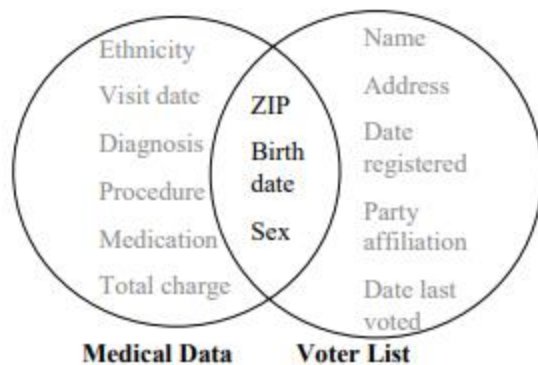 Ethnicity
Visit date
Diagnosis
Procedure
Medication
Total charge
ZIP
Birth
date
Sex
Name
Address
Date
registered
Party
affiliation
Date last
voted
Medical Data
Voter List